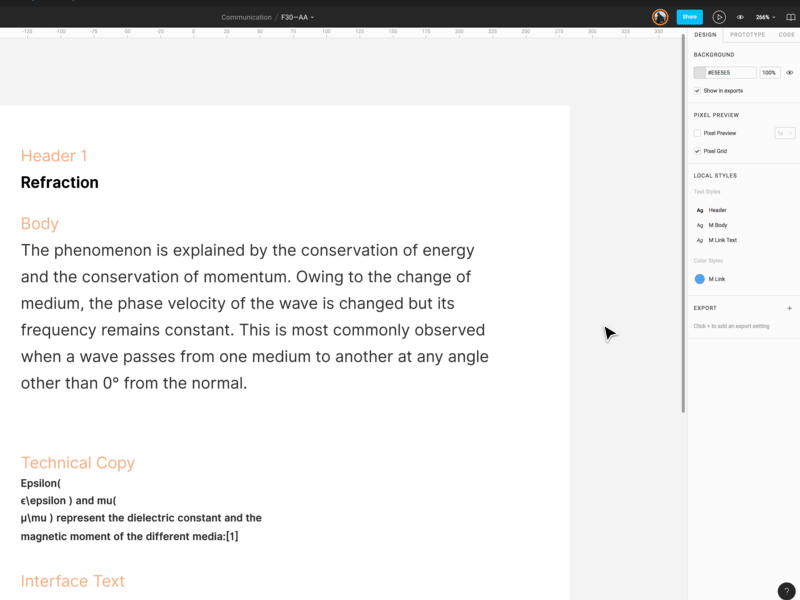 Communication / F30—AA
Share
266%
-125 -100 -75 -50 -25 0 25 50 75 100 125 150 175 200 225 250 275 300 325 350
DESIGN PROTOTYPE CODE
BACKGROUND
#E5E5E5 100%
Show in exports
PIXEL PREVIEW
Pixel Preview 1x
Pixel Grid
LOCAL STYLES
Text Styles
Ag Header
Ag M Body
Ag M Link Text
Color Styles
M Link
EXPORT +
Click + to add an export setting
?
Header 1
Refraction
Body
The phenomenon is explained by the conservation of energy
and the conservation of momentum. Owing to the change of
medium, the phase velocity of the wave is changed but its
frequency remains constant. This is most commonly observed
when a wave passes from one medium to another at any angle
other than 0° from the normal.
Technical Copy
Epsilon(
ϵ\epsilon ) and mu(
μ\mu ) represent the dielectric constant and the
magnetic moment of the different media:[1]
Interface Text